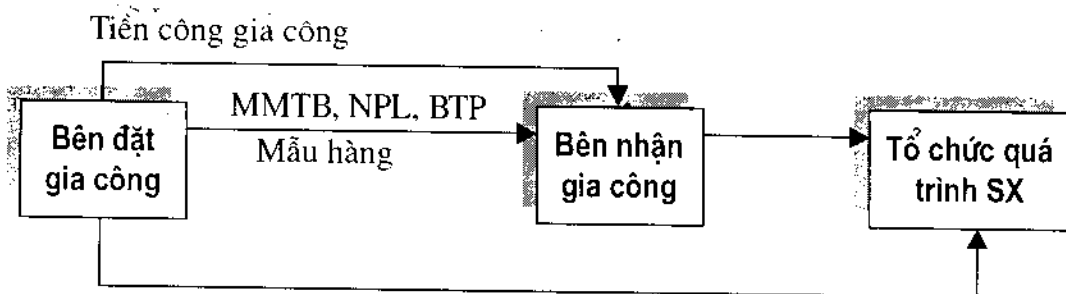 Tiền công gia công
MMTB, NPL, BTP
Mẫu hàng
Bên đặt
gia công
Bên nhận
gia công
Tổ chức quá
trình SX